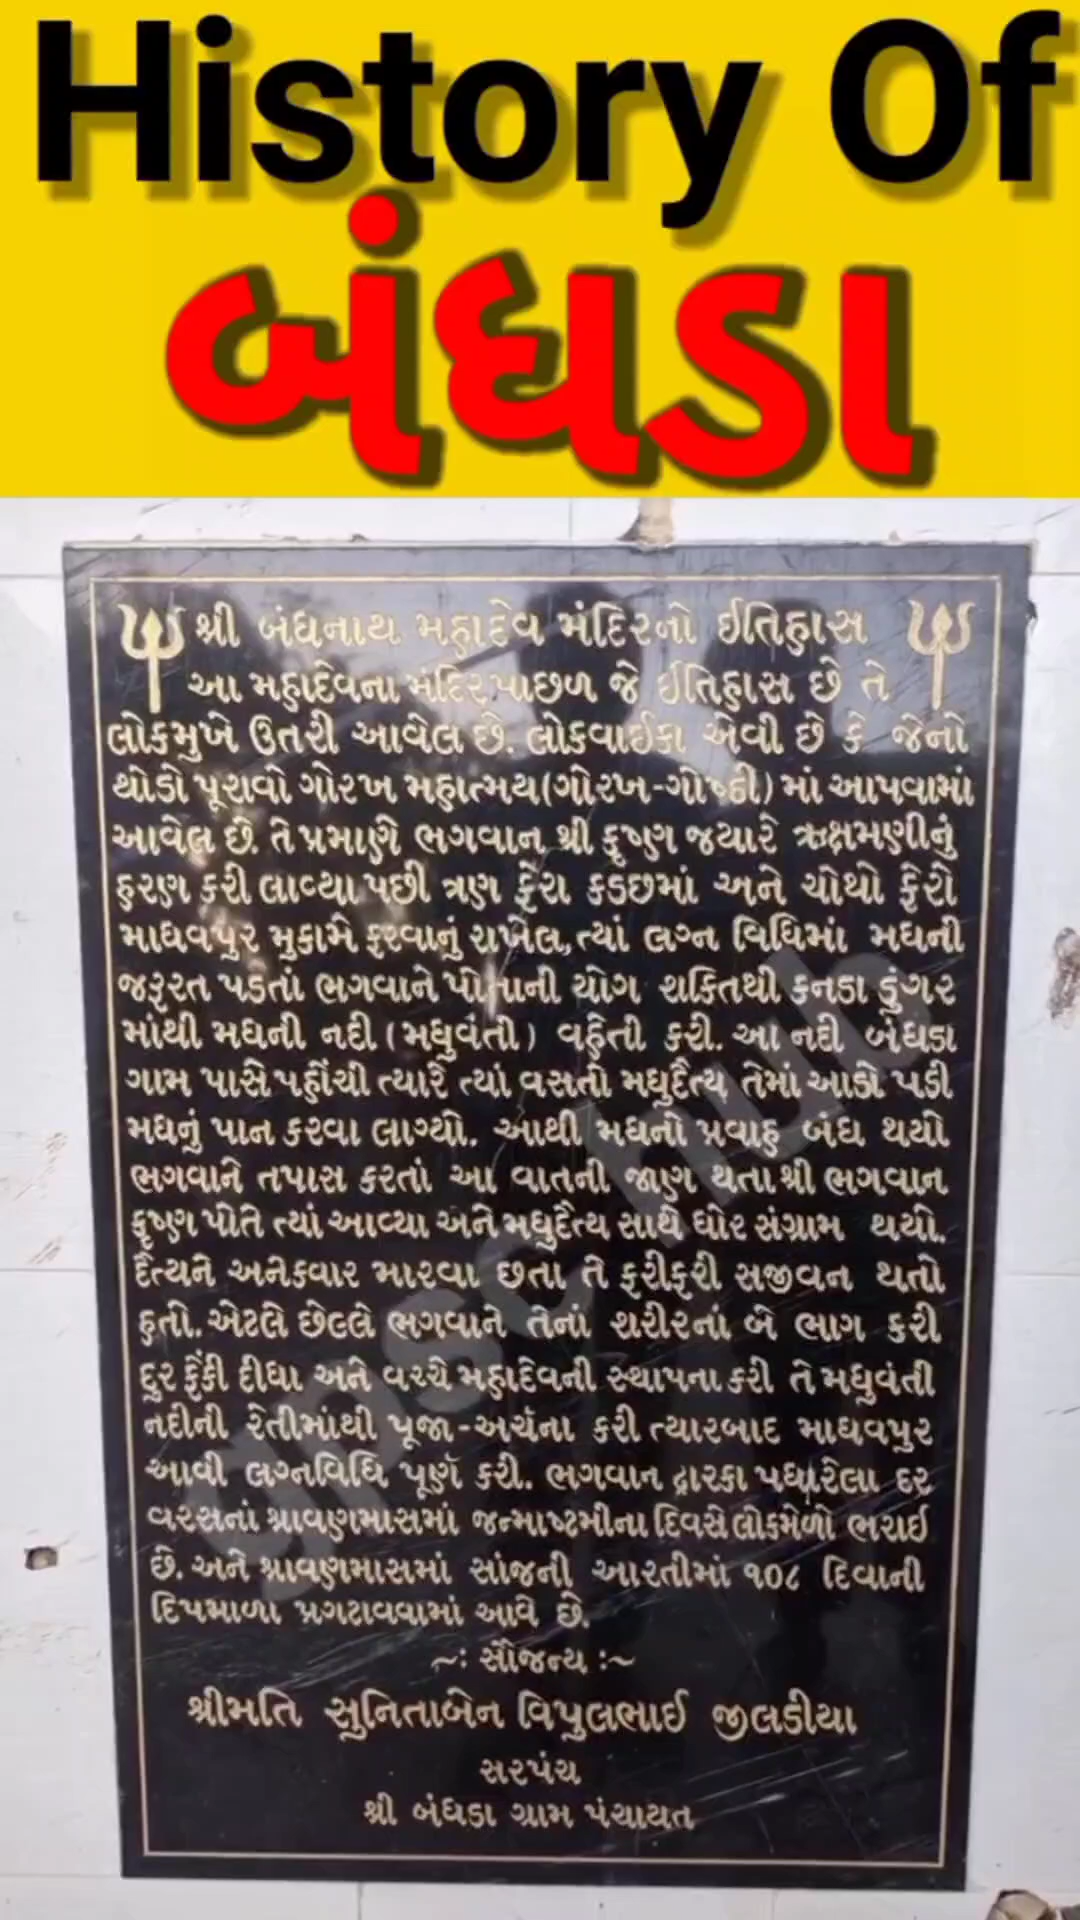 History Of
બંધડા
શ્રી બંધનાથ મહાદેવ મંદિરનો ઈતિહાસ
આ મહાદેવના મંદિર પાછળ જે ઈતિહાસ છે તે
લોકમુખે ઉતરી આવેલ છે. લોકવાઈકા એવી છે કે જેનો
થોડો પૂરાવો ગોરખ મહાત્મય(ગોરખ-ગોષ્ઠી) માં આપવામાં
આવેલ છે. તે પ્રમાણે ભગવાન શ્રી કૃષ્ણ જયારે ઋક્ષમણીનું
હરણ કરી લાવ્યા પછી ત્રણ ફેરા કડછમાં અને ચોથો ફેરો
માધવપુર મુકામે ફરવાનું રાખેલ, ત્યાં લગ્ન વિધિમાં મધની
જરૂરત પડતાં ભગવાને પોતાની યોગ શક્તિથી કનડા ડુંગર
માંથી મધની નદી (મધુવંતી) વહેતી કરી. આ નદી બંધડા
ગામ પાસે પહોંચી ત્યારે ત્યાં વસતો મધુદૈત્ય તેમાં આડો પડી
મધનું પાન કરવા લાગ્યો. આથી મધનો પ્રવાહ બંધ થયો
ભગવાને તપાસ કરતાં આ વાતની જાણ થતા શ્રી ભગવાન
કૃષ્ણ પોતે ત્યાં આવ્યા અને મધુદૈત્ય સાથે ઘોર સંગ્રામ થયો.
દૈત્યને અનેકવાર મારવા છતા તે ફરીફરી સજીવન થતો
હતો. એટલે છેલ્લે ભગવાને તેનાં શરીરનાં બે ભાગ કરી
દુર ફેંકી દીધા અને વચ્ચે મહાદેવની સ્થાપના કરી તે મધુવંતી
નદીની રેતીમાંથી પૂજા-અર્ચના કરી ત્યારબાદ માધવપુર
આવી લગ્નવિધિ પૂર્ણ કરી. ભગવાન દ્વારકા પધારેલા દર
વરસનાં શ્રાવણમાસમાં જન્માષ્ટમીના દિવસે લોકમેળો ભરાઈ
છે. અને શ્રાવણમાસમાં સાંજની આરતીમાં ૧૦૮ દિવાની
દિપમાળા પ્રગટાવવામાં આવે છે.
~: સૌજન્ય :~
શ્રીમતિ સુનિતાબેન વિપુલભાઈ જીલડીયા
સરપંચ
શ્રી બંધડા ગ્રામ પંચાયત
gpsc hub